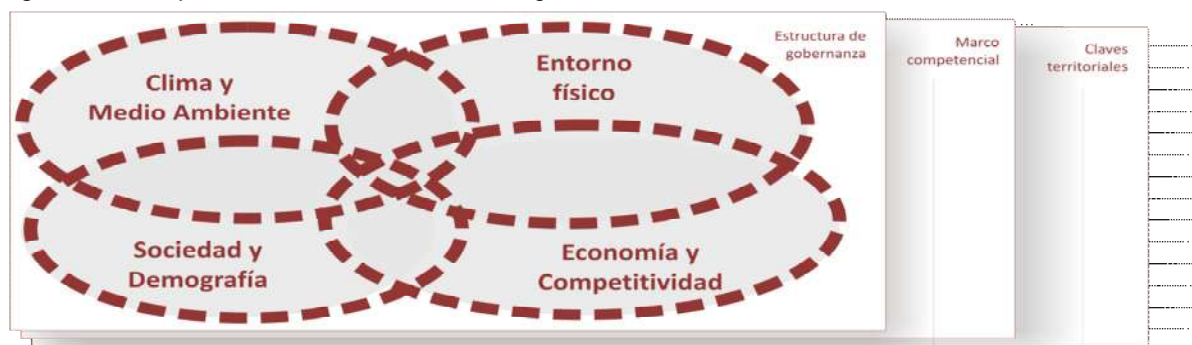 Clima y
Medio Ambiente
Entorno
físico
Sociedad y
Demografía
Economía y
Competitividad
Estructura de
gobernanza
Marco
competencial
Claves
territoriales
...